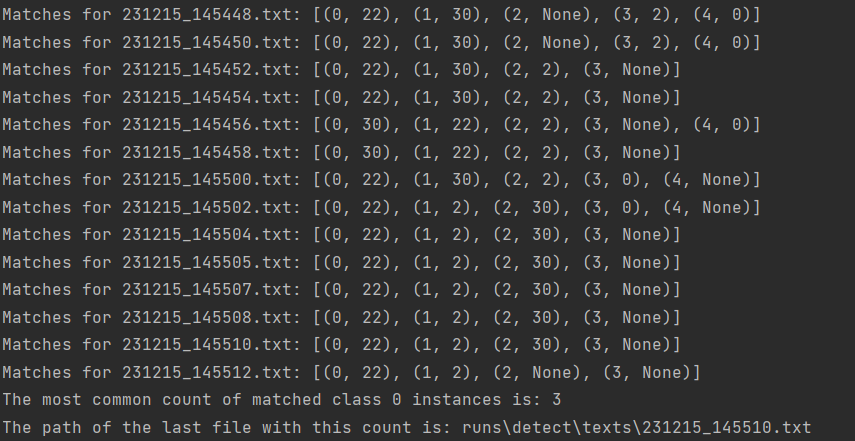 Matches for 231215_145448.txt: [(0, 22), (1, 30), (2, None), (3, 2), (4, 0)]
Matches for 231215_145450.txt: [(0, 22), (1, 30), (2, None), (3, 2), (4, 0)]
Matches for 231215_145452.txt: [(0, 22), (1, 30), (2, 2), (3, None)]
Matches for 231215_145454.txt: [(0, 22), (1, 30), (2, 2), (3, None)]
Matches for 231215_145456.txt: [(0, 30), (1, 22), (2, 2), (3, None), (4, 0)]
Matches for 231215_145458.txt: [(0, 30), (1, 22), (2, 2), (3, None)]
Matches for 231215_145500.txt: [(0, 22), (1, 30), (2, 2), (3, 0), (4, None)]
Matches for 231215_145502.txt: [(0, 22), (1, 2), (2, 30), (3, 0), (4, None)]
Matches for 231215_145504.txt: [(0, 22), (1, 2), (2, 30), (3, None)]
Matches for 231215_145505.txt: [(0, 22), (1, 2), (2, 30), (3, None)]
Matches for 231215_145507.txt: [(0, 22), (1, 2), (2, 30), (3, None)]
Matches for 231215_145508.txt: [(0, 22), (1, 2), (2, 30), (3, None)]
Matches for 231215_145510.txt: [(0, 22), (1, 2), (2, 30), (3, None)]
Matches for 231215_145512.txt: [(0, 22), (1, 2), (2, None), (3, None)]
The most common count of matched class 0 instances is: 3
The path of the last file with this count is: runs\detect\texts\231215_145510.txt